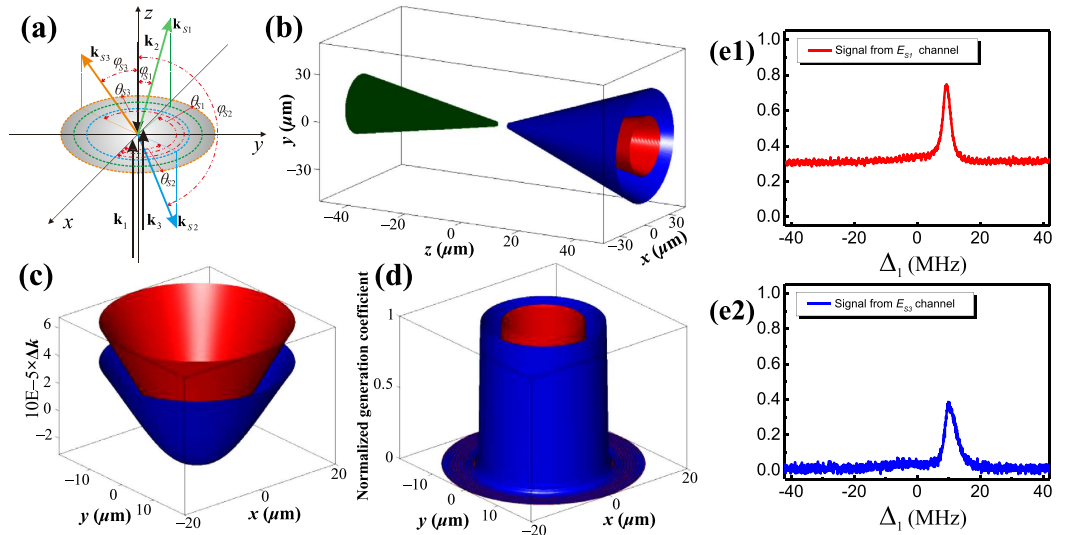 (a)
z
k_S1
k_2
k_S3
φ_S3
φ_S1
θ_S3
θ_S1
φ_S2
y
θ_S2
x
k_1
k_3
k_S2
(b)
y (μm)
30
0
−30
−40
−20
0
20
40
z (μm)
−30
0
30
x (μm)
(c)
10E−5×Δk
6
4
2
0
−2
−10
0
10
−20
y (μm)
0
20
x (μm)
(d)
Normalized generation coefficient
1
0.5
0
−10
0
10
−20
y (μm)
0
20
x (μm)
(e1)
Signal from E_S1 channel
1.0
0.8
0.6
0.4
0.2
0.0
-40 -20 0 20 40
Δ_1 (MHz)
(e2)
Signal from E_S3 channel
1.0
0.8
0.6
0.4
0.2
0.0
-40 -20 0 20 40
Δ_1 (MHz)